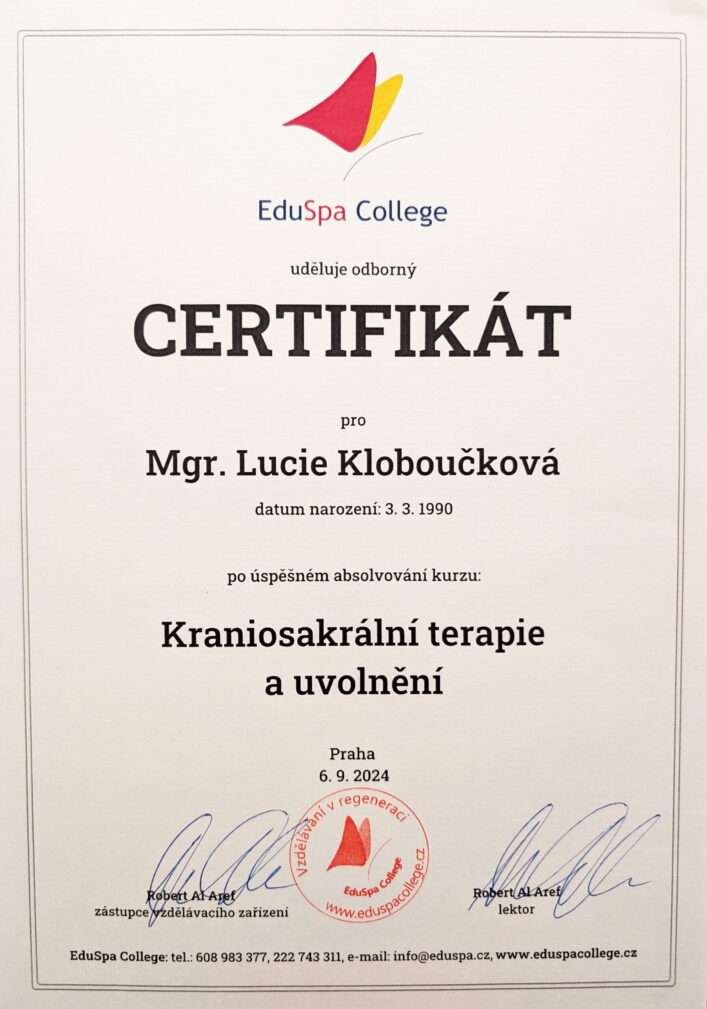 EduSpa College
uděluje odborný
CERTIFIKÁT
pro
Mgr. Lucie Kloboučková
datum narození: 3. 3. 1990
po úspěšném absolvování kurzu:
Kraniosakrální terapie
a uvolnění
Praha
6. 9. 2024
Vzdělávání v regeneraci
EduSpa College
www.eduspacollege.cz
Robert Al Aref
zástupce vzdělávacího zařízení
Robert Al Aref
lektor
EduSpa College: tel.: 608 983 377, 222 743 311, e-mail: info@eduspa.cz, www.eduspacollege.cz